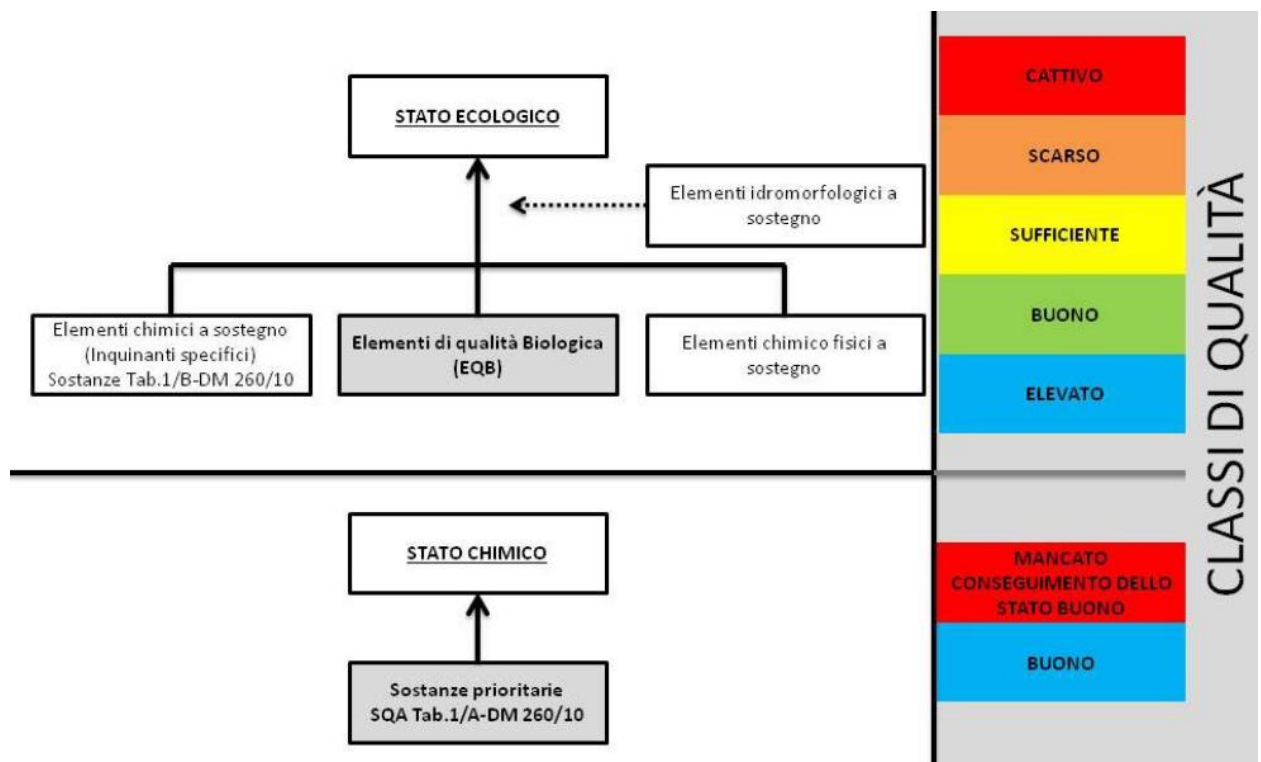 STATO ECOLOGICO
Elementi idromorfologici a
sostegno
Elementi chimici a sostegno
(Inquinanti specifici)
Sostanze Tab.1/B-DM 260/10
Elementi di qualità Biologica
(EQB)
Elementi chimico fisici a
sostegno
CATTIVO
SCARSO
SUFFICIENTE
BUONO
ELEVATO
STATO CHIMICO
Sostanze prioritarie
SQA Tab.1/A-DM 260/10
MANCATO
CONSEGUIMENTO DELLO
STATO BUONO
BUONO
CLASSI DI QUALITÀ